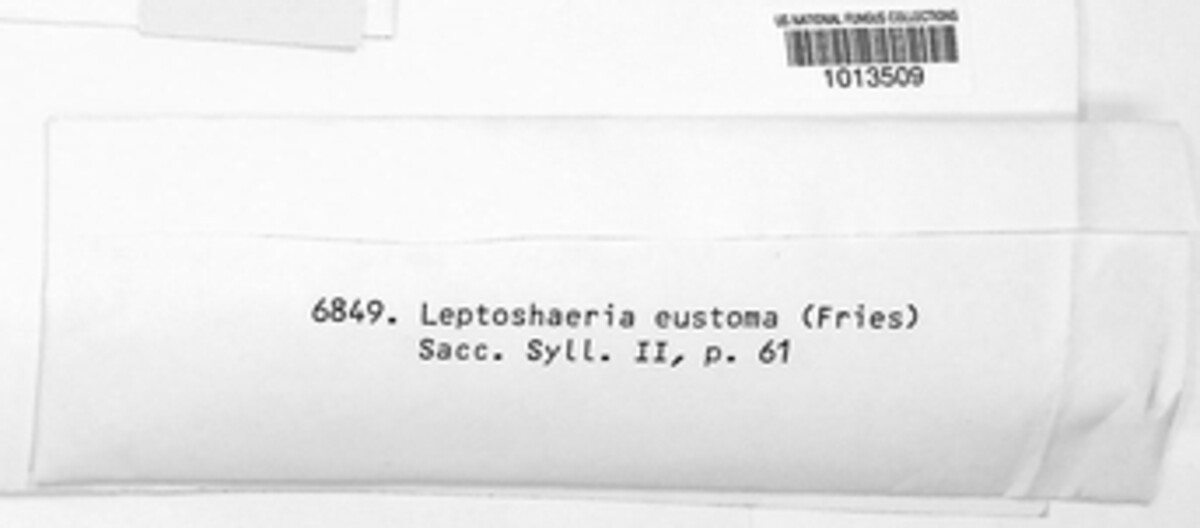 US NATIONAL FUNGUS COLLECTIONS
1013509
6849. Leptoshaeria eustoma (Fries)
Sacc. Syll. II, p. 61